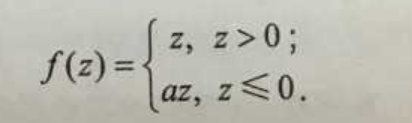 f(z) = { z, z > 0;
az, z ⩽ 0.